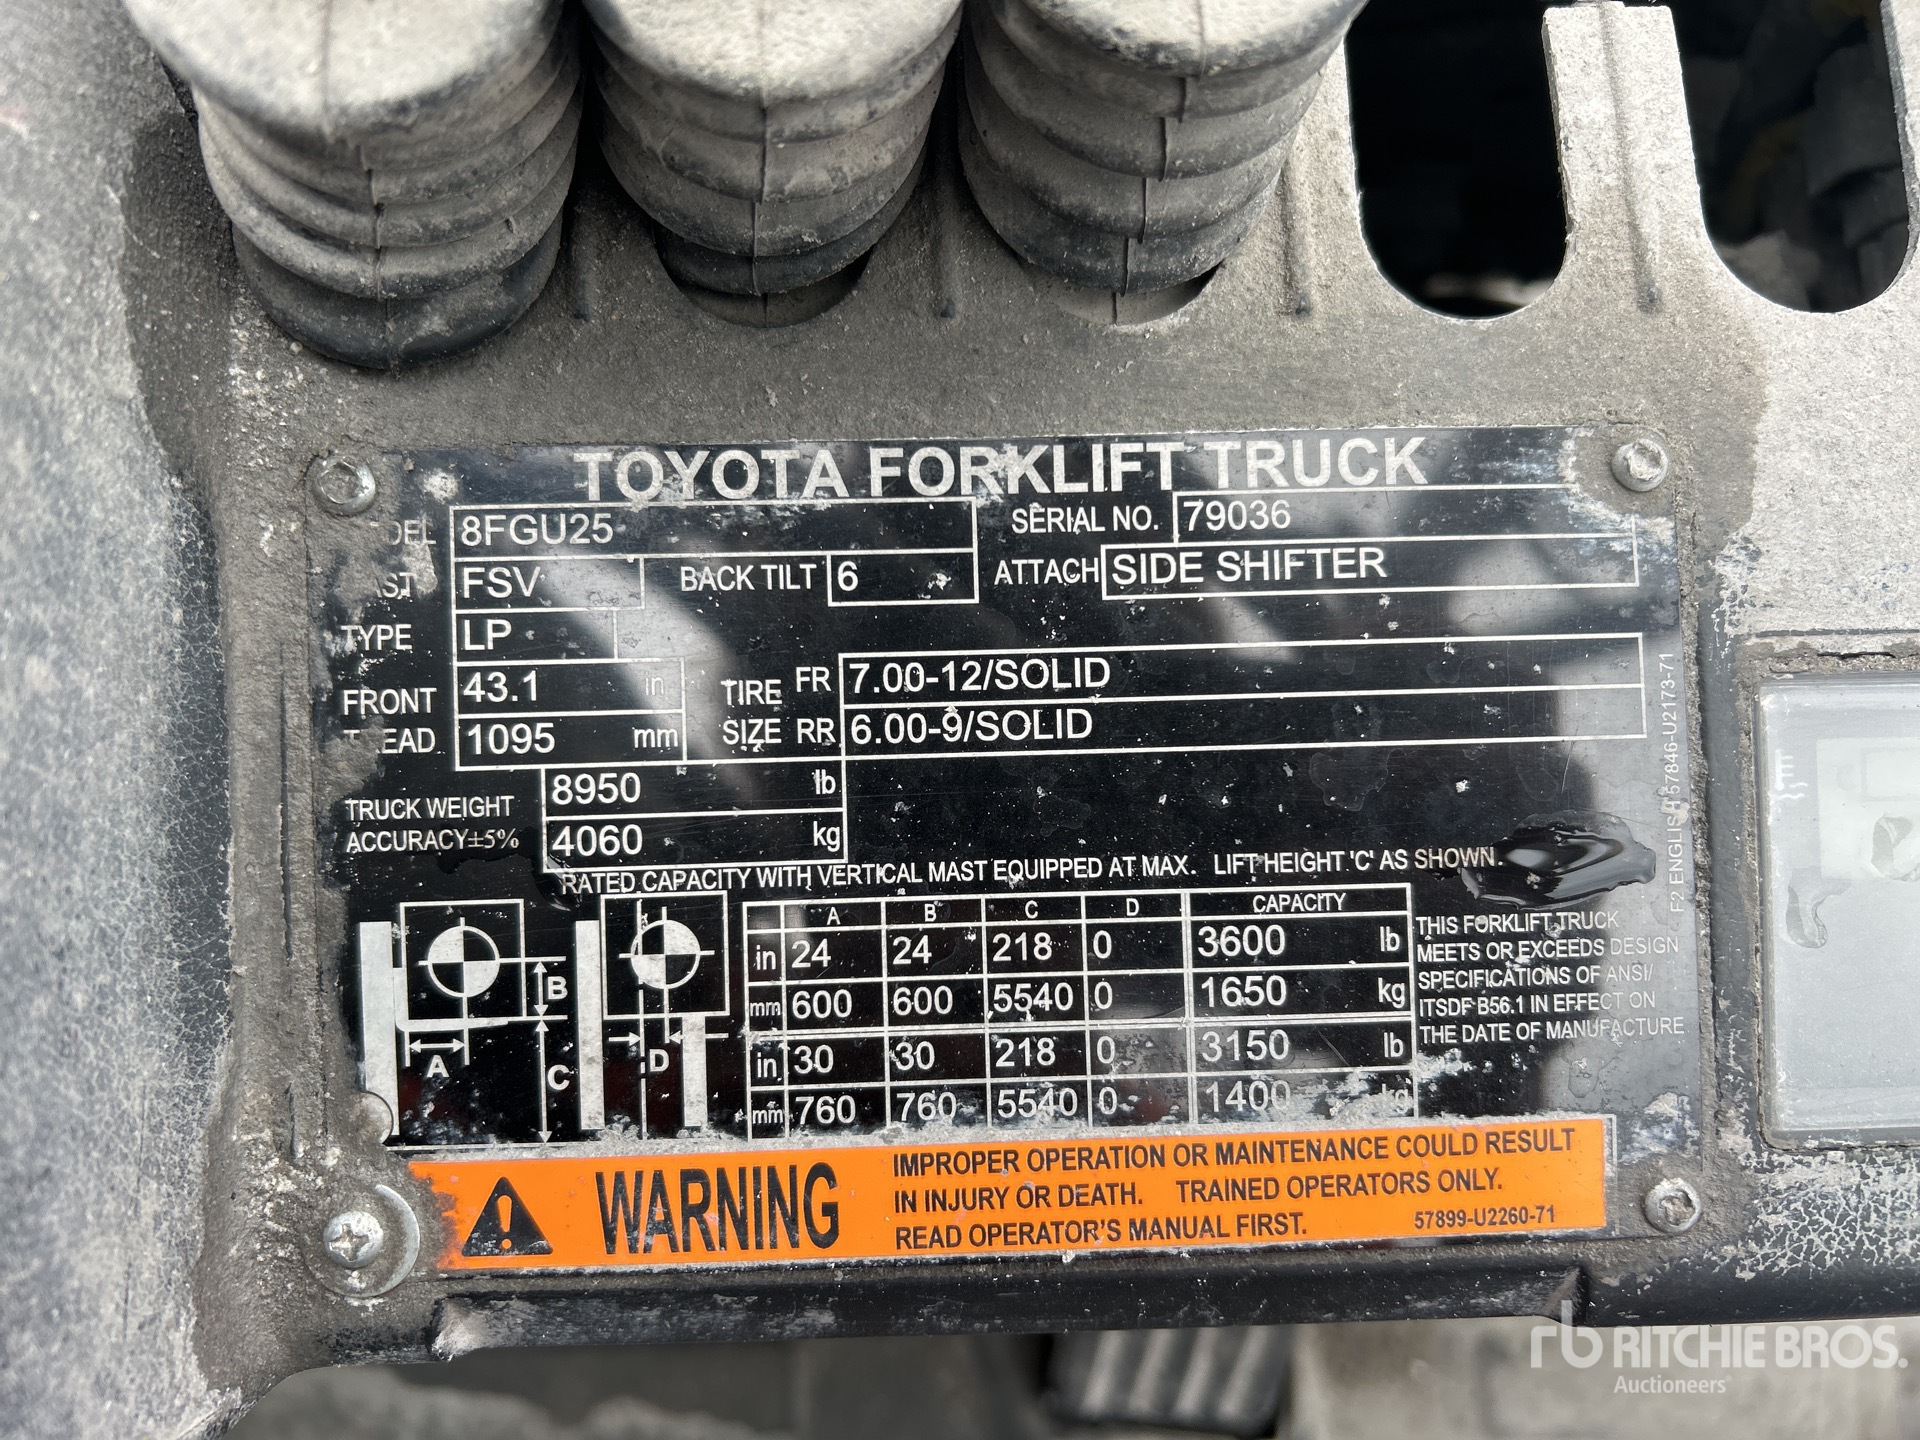 TOYOTA FORKLIFT TRUCK
8FGU25 SERIAL NO. 79036
FSV BACK TILT 6 ATTACH SIDE SHIFTER
TYPE LP
FRONT 43.1 in TIRE FR 7.00-12/SOLID
1095 mm SIZE RR 6.00-9/SOLID
TRUCK WEIGHT 8950 lb
ACCURACY±5% 4060 kg
RATED CAPACITY WITH VERTICAL MAST EQUIPPED AT MAX. LIFT HEIGHT 'C' AS SHOWN.
A B C D CAPACITY
in 24 24 218 0 3600 lb
mm 600 600 5540 0 1650 kg
in 30 30 218 0 3150 lb
mm 760 760 5540 0 1400 kg
B
A C D
THIS FORKLIFT TRUCK
MEETS OR EXCEEDS DESIGN
SPECIFICATIONS OF ANSI/
ITSDF B56.1 IN EFFECT ON
THE DATE OF MANUFACTURE
F2 ENGLISH 57846-U2173-71
WARNING
IMPROPER OPERATION OR MAINTENANCE COULD RESULT
IN INJURY OR DEATH. TRAINED OPERATORS ONLY.
READ OPERATOR'S MANUAL FIRST. 57899-U2260-71
rb RITCHIE BROS.
Auctioneers